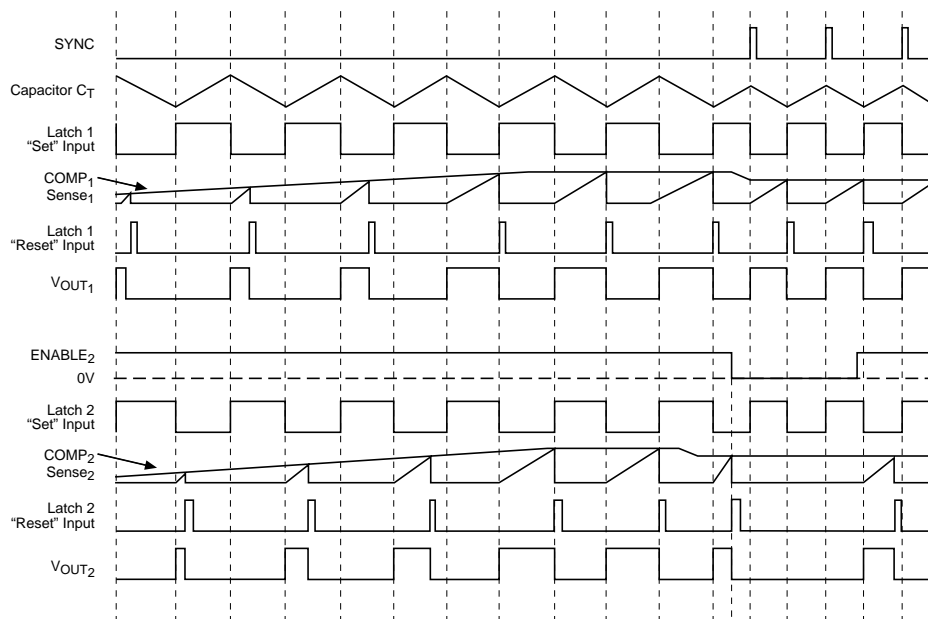 SYNC
Capacitor CT
Latch 1
“Set” Input
COMP1
Sense1
Latch 1
“Reset” Input
VOUT1
ENABLE2
0V
Latch 2
“Set” Input
COMP2
Sense2
Latch 2
“Reset” Input
VOUT2